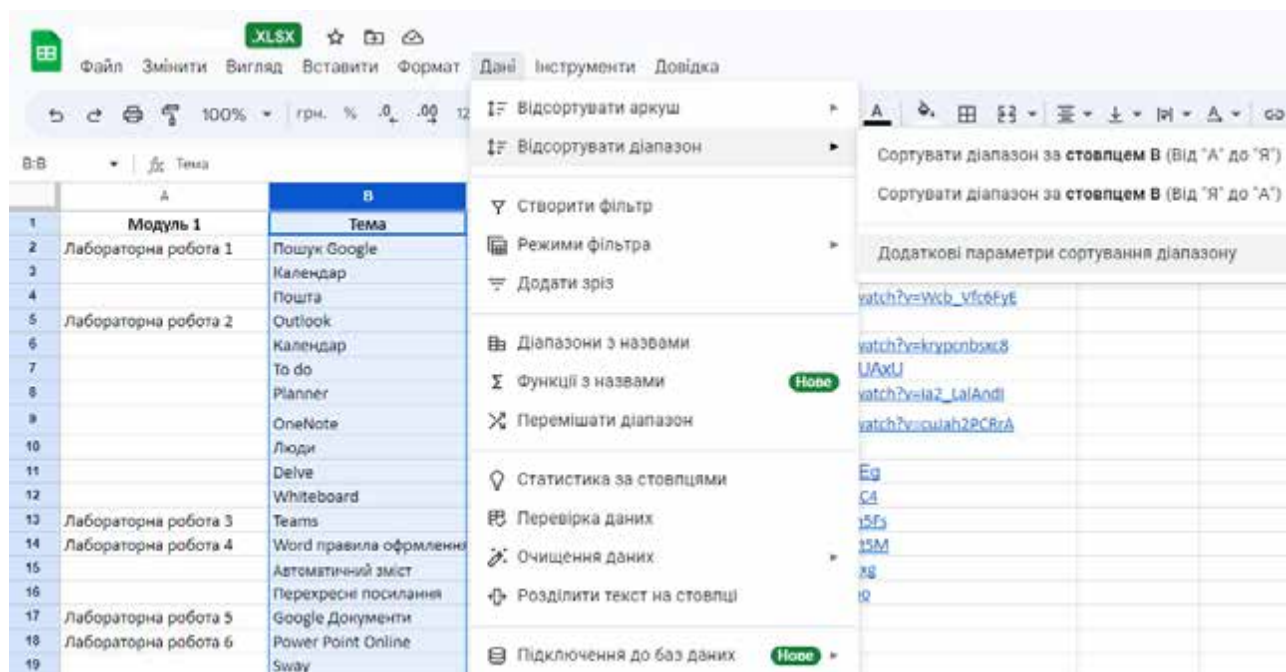 .XLSX
Файл Змінити Вигляд Вставити Формат Дані Інструменти Довідка
100% грн. % .0 .00 12
B:B fx Тема
A B
1 Модуль 1 Тема
2 Лабораторна робота 1 Пошук Google
3 Календар
4 Пошта
5 Лабораторна робота 2 Outlook
6 Календар
7 To do
8 Planner
9 OneNote
10 Люди
11 Delve
12 Whiteboard
13 Лабораторна робота 3 Teams
14 Лабораторна робота 4 Word правила офрмлення
15 Автоматичний зміст
16 Перехресні посилання
17 Лабораторна робота 5 Google Документи
18 Лабораторна робота 6 Power Point Online
19 Sway
Відсортувати аркуш
Відсортувати діапазон
Створити фільтр
Режими фільтра
Додати зріз
Діапазони з назвами
Функції з назвами Нове
Перемішати діапазон
Статистика за стовпцями
Перевірка даних
Очищення даних
Розділити текст на стовпці
Підключення до баз даних Нове
A
Сортувати діапазон за стовпцем B (Від "А" до "Я")
Сортувати діапазон за стовпцем B (Від "Я" до "А")
Додаткові параметри сортування діапазону
vatch?v=Wcb_Vfc6FyE
vatch?v=krypcnbsxc8
UAxU
vatch?v=cuJah2PCRrA
Eg
C4